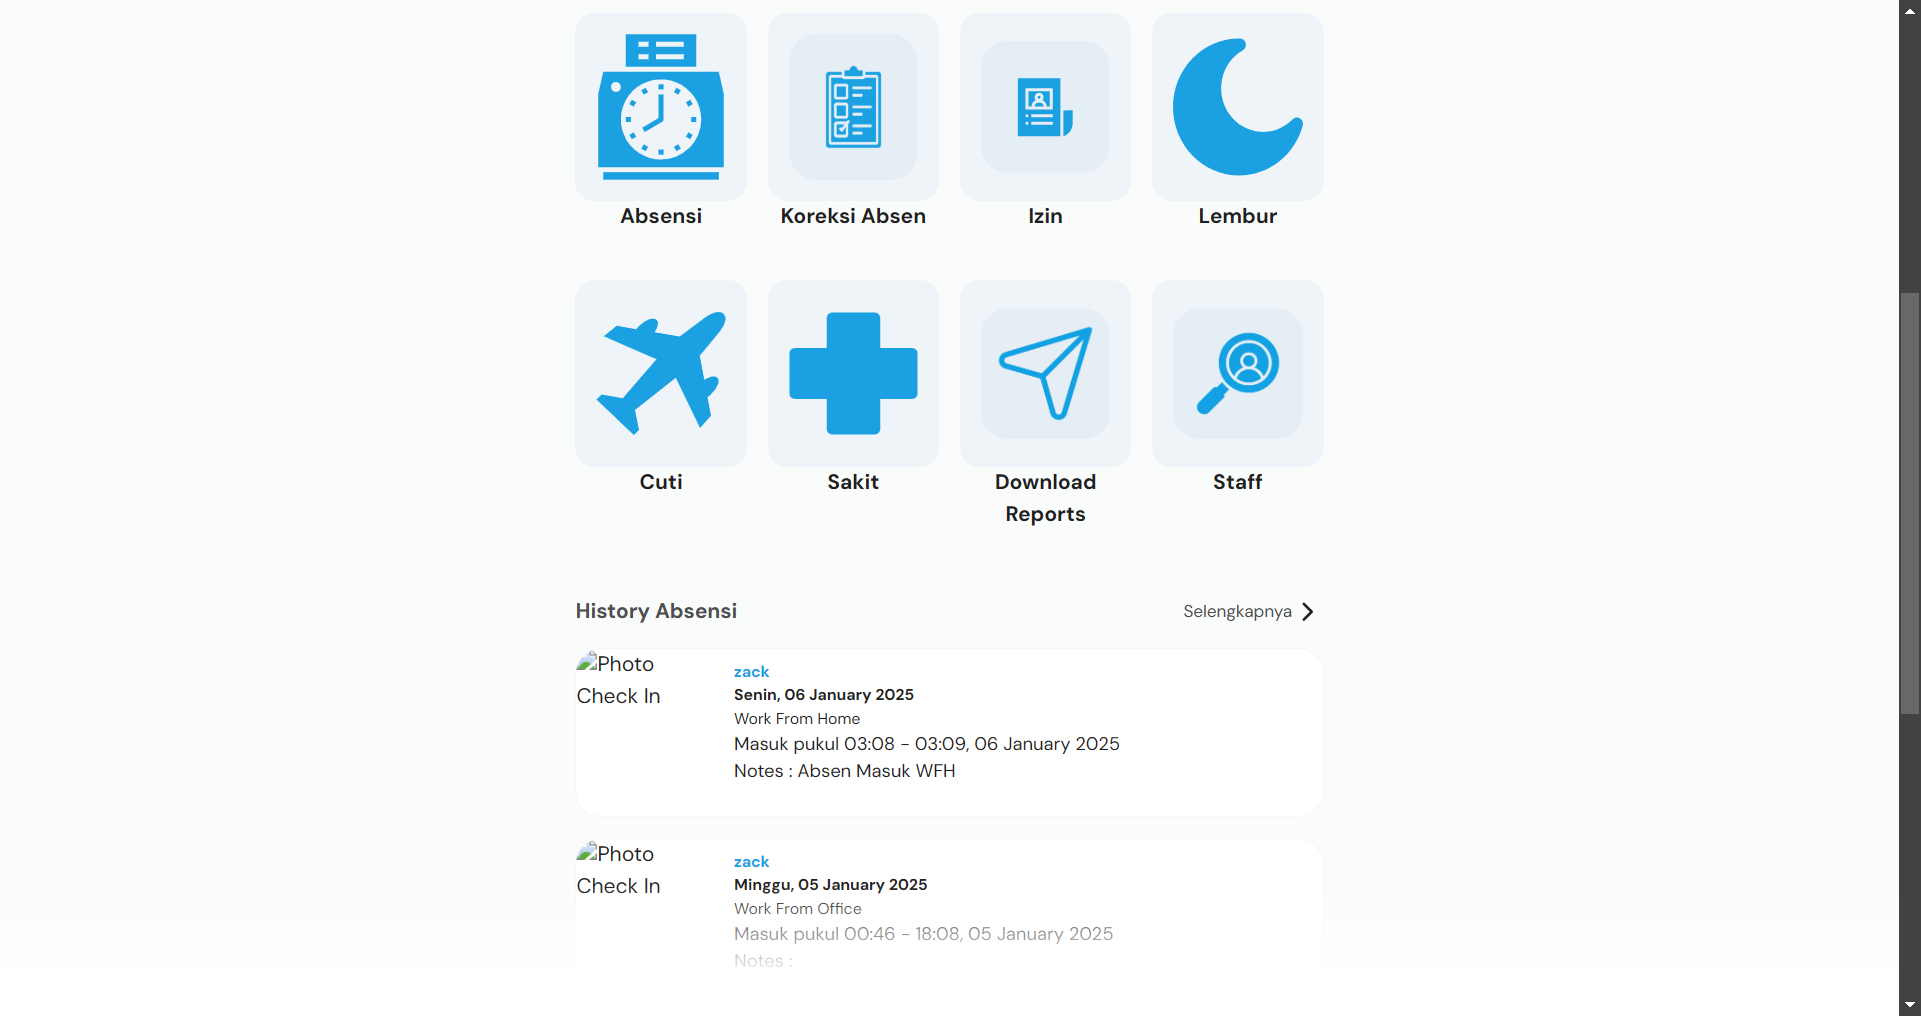 Absensi
Koreksi Absen
Izin
Lembur
Cuti
Sakit
Download
Reports
Staff
History Absensi
Selengkapnya
Photo
Check In
zack
Senin, 06 January 2025
Work From Home
Masuk pukul 03:08 - 03:09, 06 January 2025
Notes : Absen Masuk WFH
Photo
Check In
zack
Minggu, 05 January 2025
Work From Office
Masuk pukul 00:46 - 18:08, 05 January 2025
Notes :